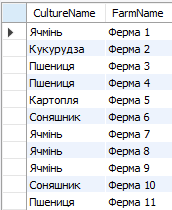 CultureName FarmName
Ячмінь Ферма 1
Кукурудза Ферма 2
Пшениця Ферма 3
Пшениця Ферма 4
Картопля Ферма 5
Соняшник Ферма 6
Ячмінь Ферма 7
Ячмінь Ферма 8
Ячмінь Ферма 9
Соняшник Ферма 10
Пшениця Ферма 11